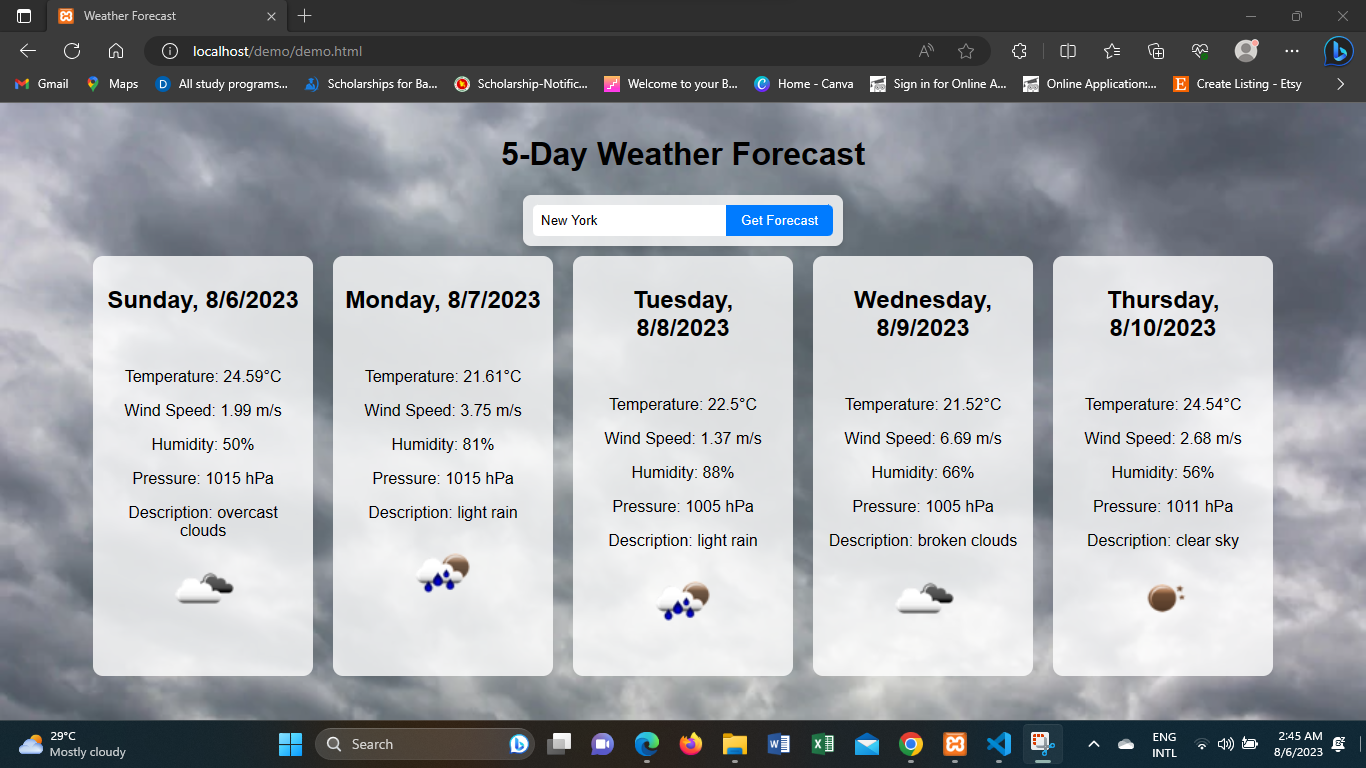 Weather Forecast
localhost/demo/demo.html
Gmail
Maps
D
All study programs...
Scholarships for Ba...
Scholarship-Notific...
Welcome to your B...
Home - Canva
Sign in for Online A...
Online Application:...
E
Create Listing - Etsy
5-Day Weather Forecast
New York
Get Forecast
Sunday, 8/6/2023
Temperature: 24.59°C
Wind Speed: 1.99 m/s
Humidity: 50%
Pressure: 1015 hPa
Description: overcast
clouds
Monday, 8/7/2023
Temperature: 21.61°C
Wind Speed: 3.75 m/s
Humidity: 81%
Pressure: 1015 hPa
Description: light rain
Tuesday,
8/8/2023
Temperature: 22.5°C
Wind Speed: 1.37 m/s
Humidity: 88%
Pressure: 1005 hPa
Description: light rain
Wednesday,
8/9/2023
Temperature: 21.52°C
Wind Speed: 6.69 m/s
Humidity: 66%
Pressure: 1005 hPa
Description: broken clouds
Thursday,
8/10/2023
Temperature: 24.54°C
Wind Speed: 2.68 m/s
Humidity: 56%
Pressure: 1011 hPa
Description: clear sky
29°C
Mostly cloudy
Search
ENG
INTL
2:45 AM
8/6/2023